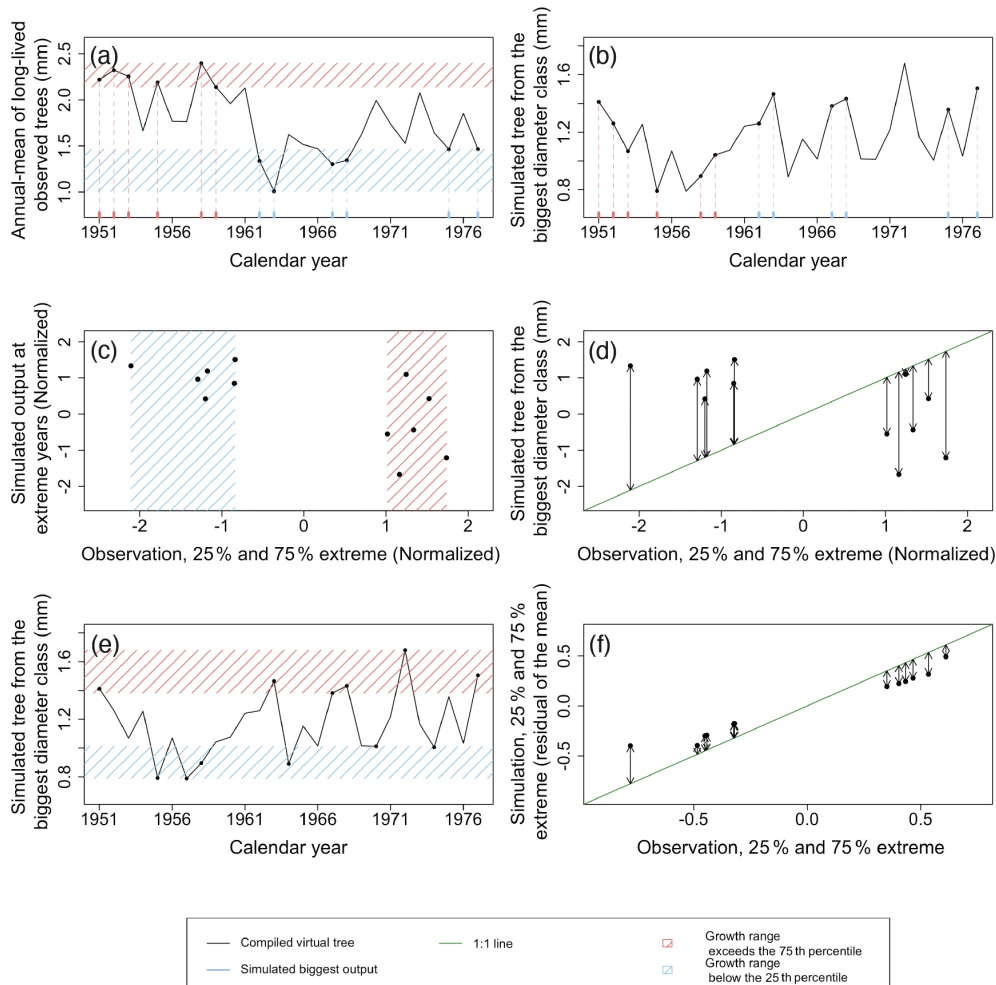 (a)
Annual-mean of long-lived
observed trees (mm)
2.5
2.0
1.5
1.0
1951 1956 1961 1966 1971 1976
Calendar year
(b)
Simulated tree from the
biggest diameter class (mm)
1.6
1.2
0.8
1951 1956 1961 1966 1971 1976
Calendar year
(c)
Simulated output at
extreme years (Normalized)
2
1
0
-1
-2
-2 -1 0 1 2
Observation, 25 % and 75 % extreme (Normalized)
(d)
Simulated tree from the
biggest diameter class (mm)
2
1
0
-1
-2
-2 -1 0 1 2
Observation, 25 % and 75 % extreme (Normalized)
(e)
Simulated tree from the
biggest diameter class (mm)
1.6
1.2
0.8
1951 1956 1961 1966 1971 1976
Calendar year
(f)
Simulation, 25 % and 75 %
extreme (residual of the mean)
0.5
0.0
-0.5
-0.5 0.0 0.5
Observation, 25 % and 75 % extreme
Compiled virtual tree
Simulated biggest output
1:1 line
Growth range
exceeds the 75 th percentile
Growth range
below the 25 th percentile